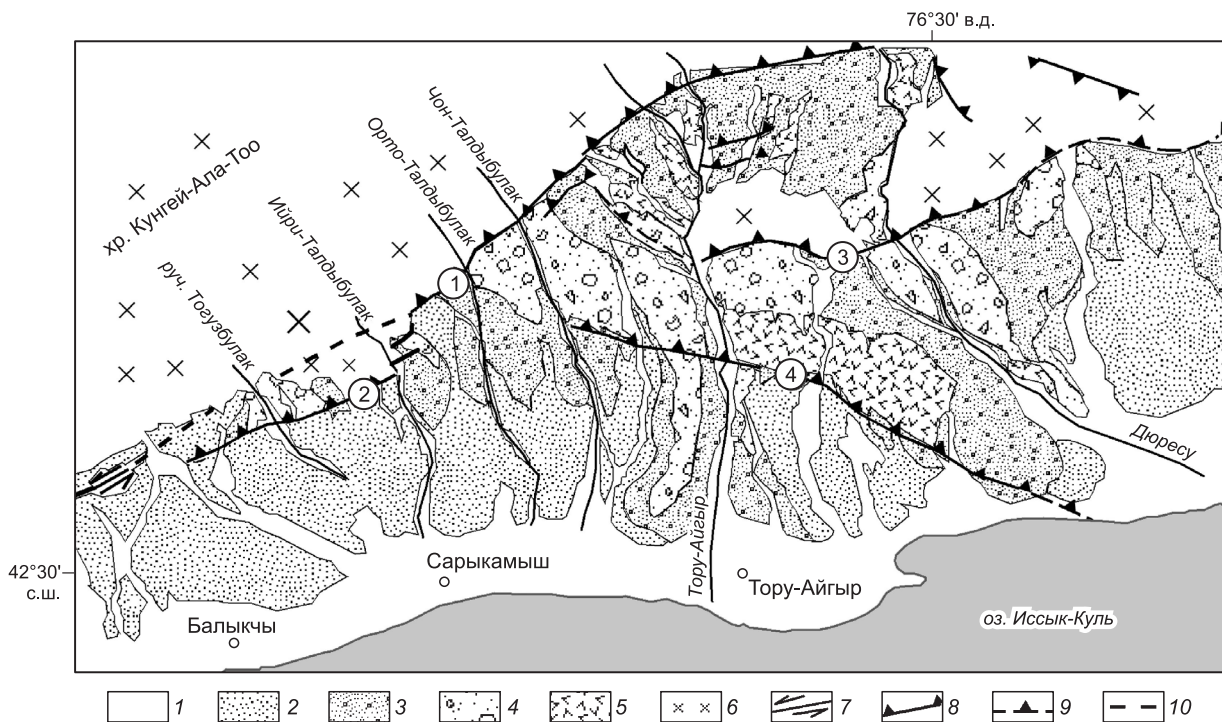 76°30' в.д.
хр. Кунгей-Ала-Тоо
руч. Тогузбулак
Ийри-Талдыбулак
Орто-Талдыбулак
Чон-Талдыбулак
1
2
3
4
Дюресу
Тору-Айгыр
42°30'
с.ш.
Сарыкамыш
Тору-Айгыр
Балыкчы
оз. Иссык-Куль
1 2 3 4 5 6 7 8 9 10